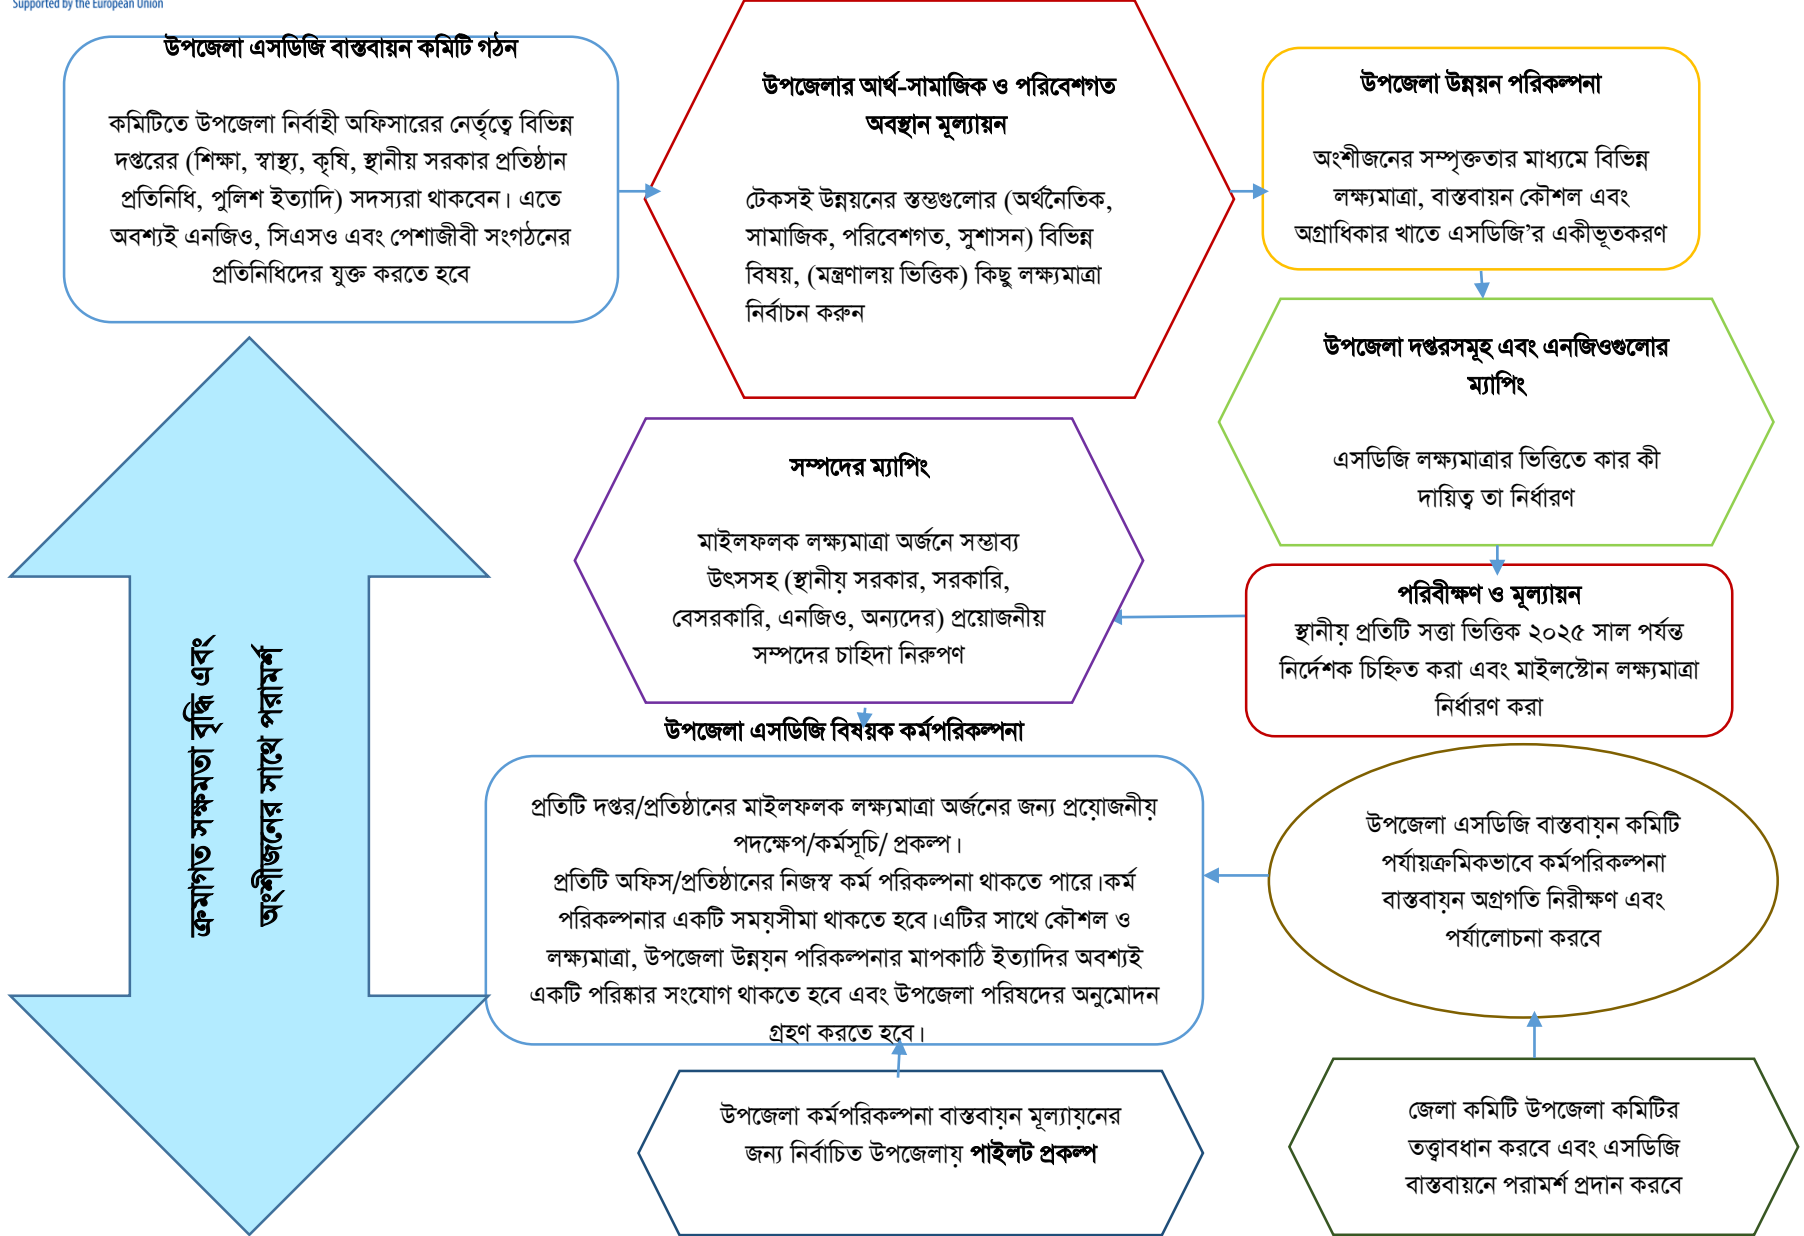 Supported by the European Union
উপজেলা এসডিজি বাস্তবায়ন কমিটি গঠন
কমিটিতে উপজেলা নির্বাহী অফিসারের নের্তৃত্বে বিভিন্ন
দপ্তরের (শিক্ষা, স্বাস্থ্য, কৃষি, স্থানীয় সরকার প্রতিষ্ঠান
প্রতিনিধি, পুলিশ ইত্যাদি) সদস্যরা থাকবেন। এতে
অবশ্যই এনজিও, সিএসও এবং পেশাজীবী সংগঠনের
প্রতিনিধিদের যুক্ত করতে হবে
উপজেলার আর্থ-সামাজিক ও পরিবেশগত
অবস্থান মূল্যায়ন
টেকসই উন্নয়নের স্তম্ভগুলোর (অর্থনৈতিক,
সামাজিক, পরিবেশগত, সুশাসন) বিভিন্ন
বিষয়, (মন্ত্রণালয় ভিত্তিক) কিছু লক্ষ্যমাত্রা
নির্বাচন করুন
উপজেলা উন্নয়ন পরিকল্পনা
অংশীজনের সম্পৃক্ততার মাধ্যমে বিভিন্ন
লক্ষ্যমাত্রা, বাস্তবায়ন কৌশল এবং
অগ্রাধিকার খাতে এসডিজি’র একীভূতকরণ
উপজেলা দপ্তরসমূহ এবং এনজিওগুলোর
ম্যাপিং
এসডিজি লক্ষ্যমাত্রার ভিত্তিতে কার কী
দায়িত্ব তা নির্ধারণ
পরিবীক্ষণ ও মূল্যায়ন
স্থানীয় প্রতিটি সত্তা ভিত্তিক ২০২৫ সাল পর্যন্ত
নির্দেশক চিহ্নিত করা এবং মাইলস্টোন লক্ষ্যমাত্রা
নির্ধারণ করা
সম্পদের ম্যাপিং
মাইলফলক লক্ষ্যমাত্রা অর্জনে সম্ভাব্য
উৎসসহ (স্থানীয় সরকার, সরকারি,
বেসরকারি, এনজিও, অন্যদের) প্রয়োজনীয়
সম্পদের চাহিদা নিরুপণ
উপজেলা এসডিজি বিষয়ক কর্মপরিকল্পনা
প্রতিটি দপ্তর/প্রতিষ্ঠানের মাইলফলক লক্ষ্যমাত্রা অর্জনের জন্য প্রয়োজনীয়
পদক্ষেপ/কর্মসূচি/ প্রকল্প।
প্রতিটি অফিস/প্রতিষ্ঠানের নিজস্ব কর্ম পরিকল্পনা থাকতে পারে।কর্ম
পরিকল্পনার একটি সময়সীমা থাকতে হবে।এটির সাথে কৌশল ও
লক্ষ্যমাত্রা, উপজেলা উন্নয়ন পরিকল্পনার মাপকাঠি ইত্যাদির অবশ্যই
একটি পরিষ্কার সংযোগ থাকতে হবে এবং উপজেলা পরিষদের অনুমোদন
গ্রহণ করতে হবে।
উপজেলা এসডিজি বাস্তবায়ন কমিটি
পর্যায়ক্রমিকভাবে কর্মপরিকল্পনা
বাস্তবায়ন অগ্রগতি নিরীক্ষণ এবং
পর্যালোচনা করবে
উপজেলা কর্মপরিকল্পনা বাস্তবায়ন মূল্যায়নের
জন্য নির্বাচিত উপজেলায় পাইলট প্রকল্প
জেলা কমিটি উপজেলা কমিটির
তত্ত্বাবধান করবে এবং এসডিজি
বাস্তবায়নে পরামর্শ প্রদান করবে
ক্রমাগত সক্ষমতা বৃদ্ধি এবং
অংশীজনের সাথে পরামর্শ